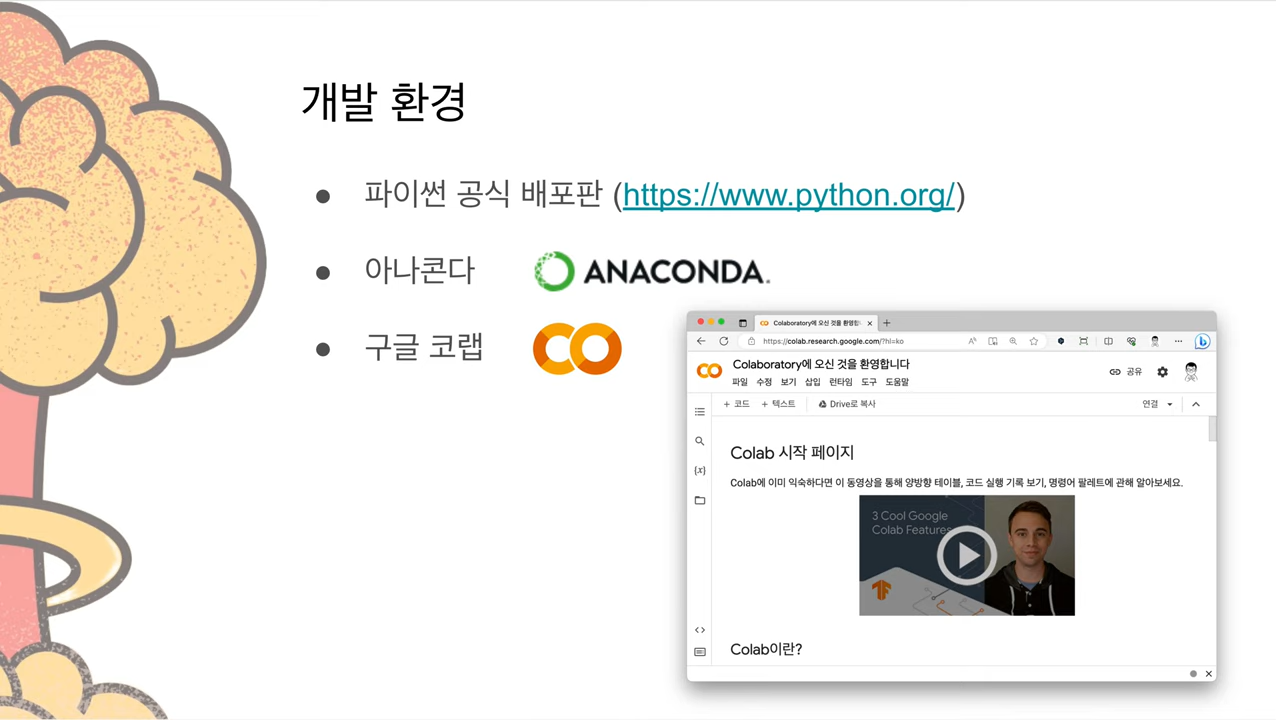 개발 환경
● 파이썬 공식 배포판 (https://www.python.org/)
● 아나콘다
ANACONDA.
● 구글 코랩
Colaboratory에 오신 것을 환영합니
https://colab.research.google.com/?hl=ko
Colaboratory에 오신 것을 환영합니다
파일 수정 보기 삽입 런타임 도구 도움말
공유
+ 코드 + 텍스트 Drive로 복사
연결
{x}
Colab 시작 페이지
Colab에 이미 익숙하다면 이 동영상을 통해 양방향 테이블, 코드 실행 기록 보기, 명령어 팔레트에 관해 알아보세요.
3 Cool Google
Colab Features
Colab이란?